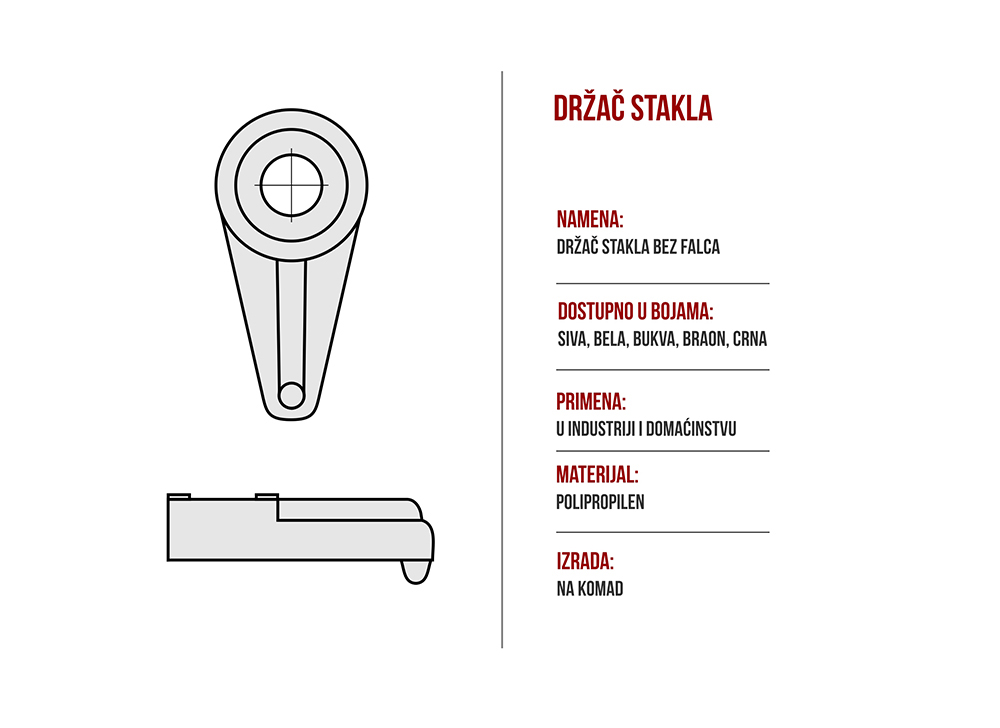 DRŽAČ STAKLA
NAMENA:
DRŽAČ STAKLA BEZ FALCA
DOSTUPNO U BOJAMA:
SIVA, BELA, BUKVA, BRAON, CRNA
PRIMENA:
U INDUSTRIJI I DOMAĆINSTVU
MATERIJAL:
POLIPROPILEN
IZRADA:
NA KOMAD